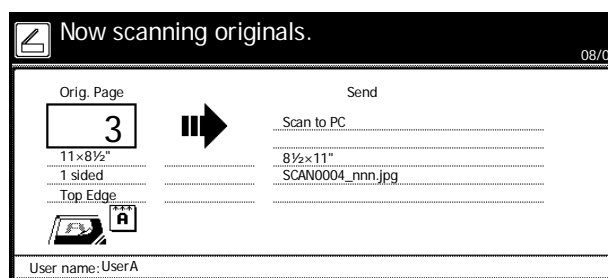 Now scanning originals.
08/0
Orig. Page
3
11×8½"
1 sided
Top Edge
A
Send
Scan to PC
8½×11"
SCAN0004_nnn.jpg
User name: UserA